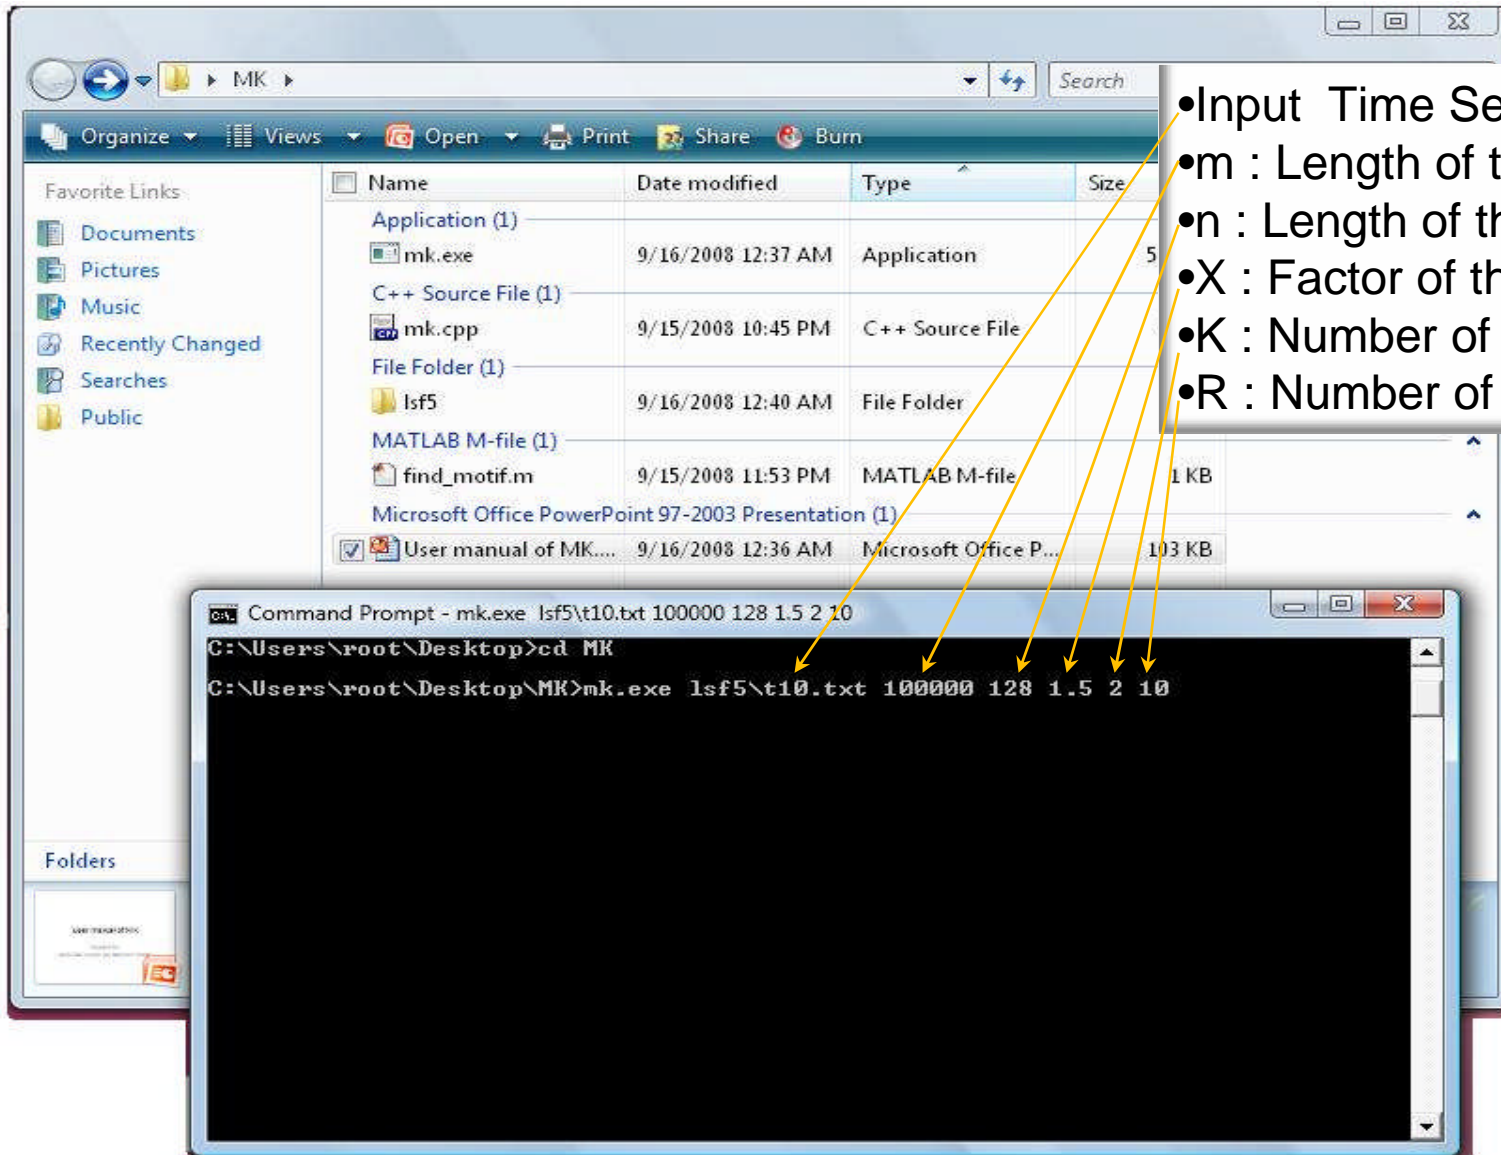 MK
Search
Organize Views Open Print Share Burn
•Input Time Se
•m : Length of t
•n : Length of th
•X : Factor of th
•K : Number of
•R : Number of
Favorite Links
Documents
Pictures
Music
Recently Changed
Searches
Public
Folders
Name Date modified Type Size
Application (1)
mk.exe 9/16/2008 12:37 AM Application 5
C++ Source File (1)
mk.cpp 9/15/2008 10:45 PM C++ Source File
File Folder (1)
lsf5 9/16/2008 12:40 AM File Folder
MATLAB M-file (1)
find_motif.m 9/15/2008 11:53 PM MATLAB M-file 1 KB
Microsoft Office PowerPoint 97-2003 Presentation (1)
User manual of MK.... 9/16/2008 12:36 AM Microsoft Office P... 103 KB
Command Prompt - mk.exe lsf5\t10.txt 100000 128 1.5 2 10
C:\Users\root\Desktop>cd MK
C:\Users\root\Desktop\MK>mk.exe lsf5\t10.txt 100000 128 1.5 2 10